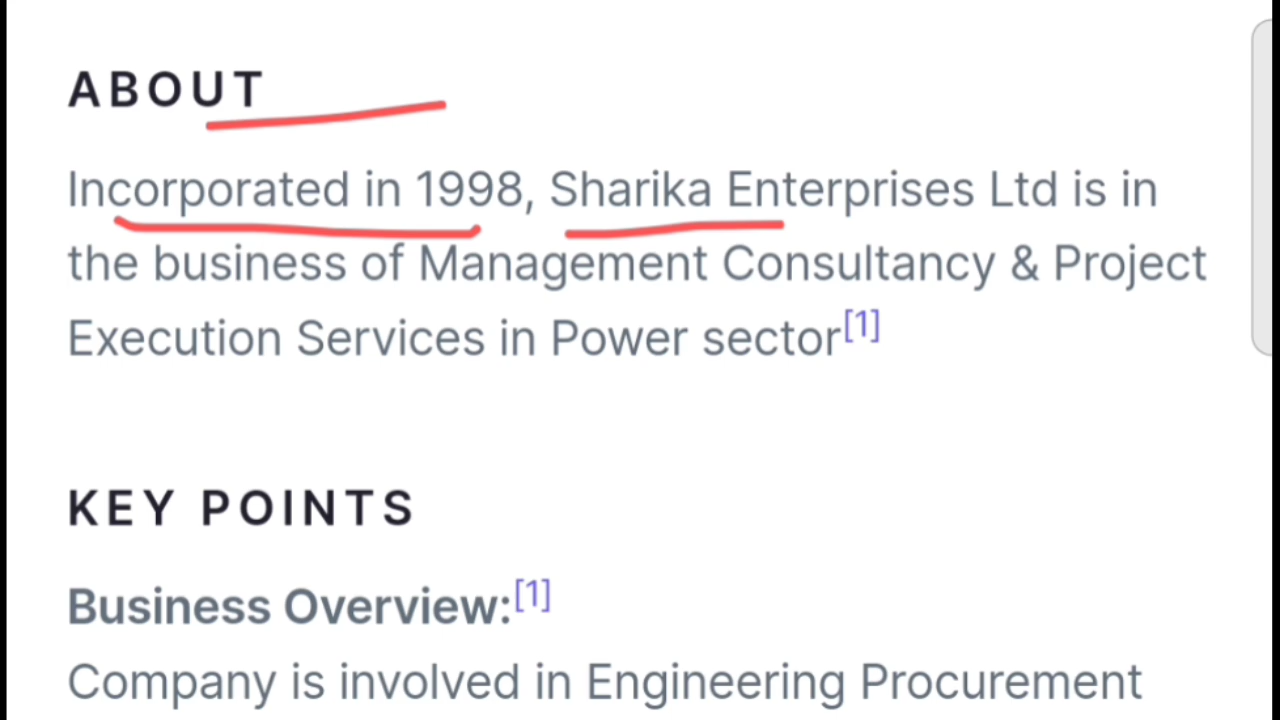 ABOUT
Incorporated in 1998, Sharika Enterprises Ltd is in
the business of Management Consultancy & Project
Execution Services in Power sector[1]
KEY POINTS
Business Overview:[1]
Company is involved in Engineering Procurement